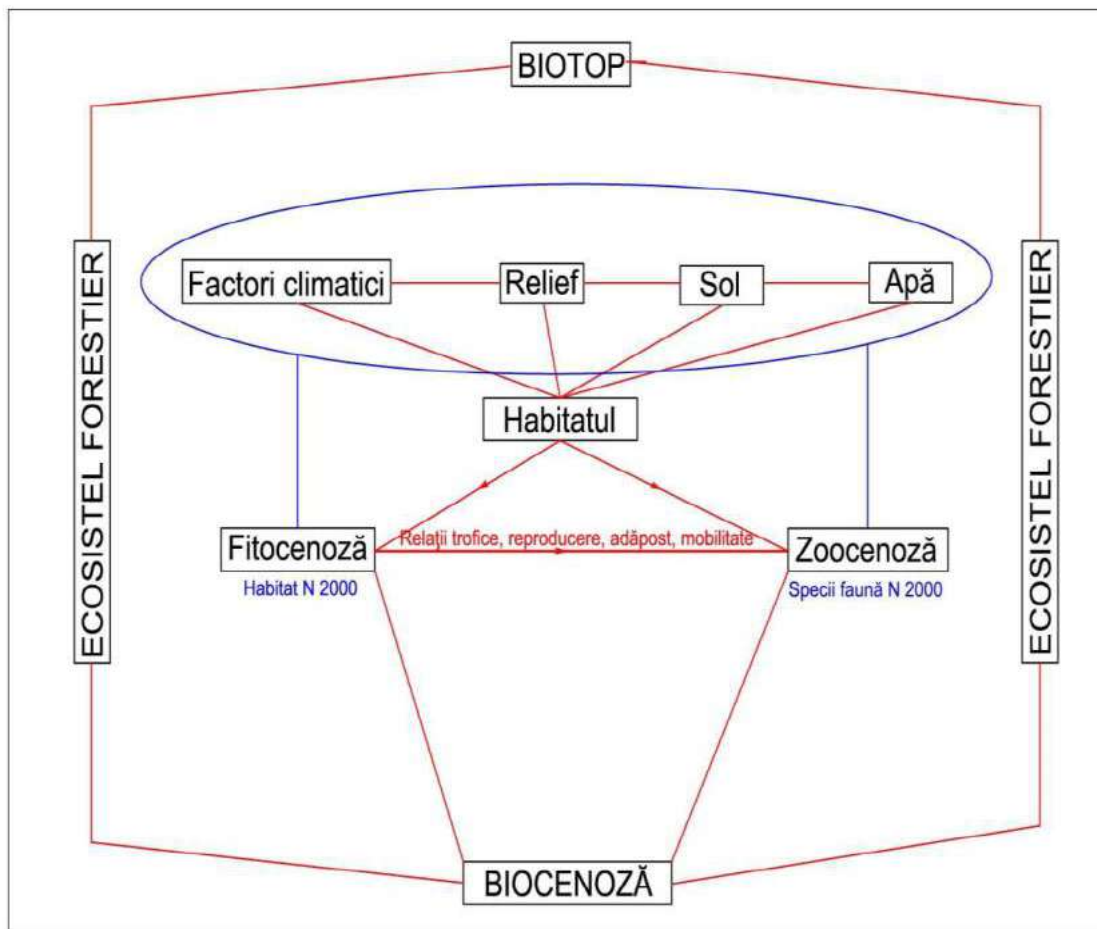 BIOTOP
ECOSISTEL FORESTIER
Factori climatici
Relief
Sol
Apă
ECOSISTEL FORESTIER
Habitatul
Fitocenoză
Relaţii trofice, reproducere, adăpost, mobilitate
Zoocenoză
Habitat N 2000
Specii faună N 2000
BIOCENOZĂ